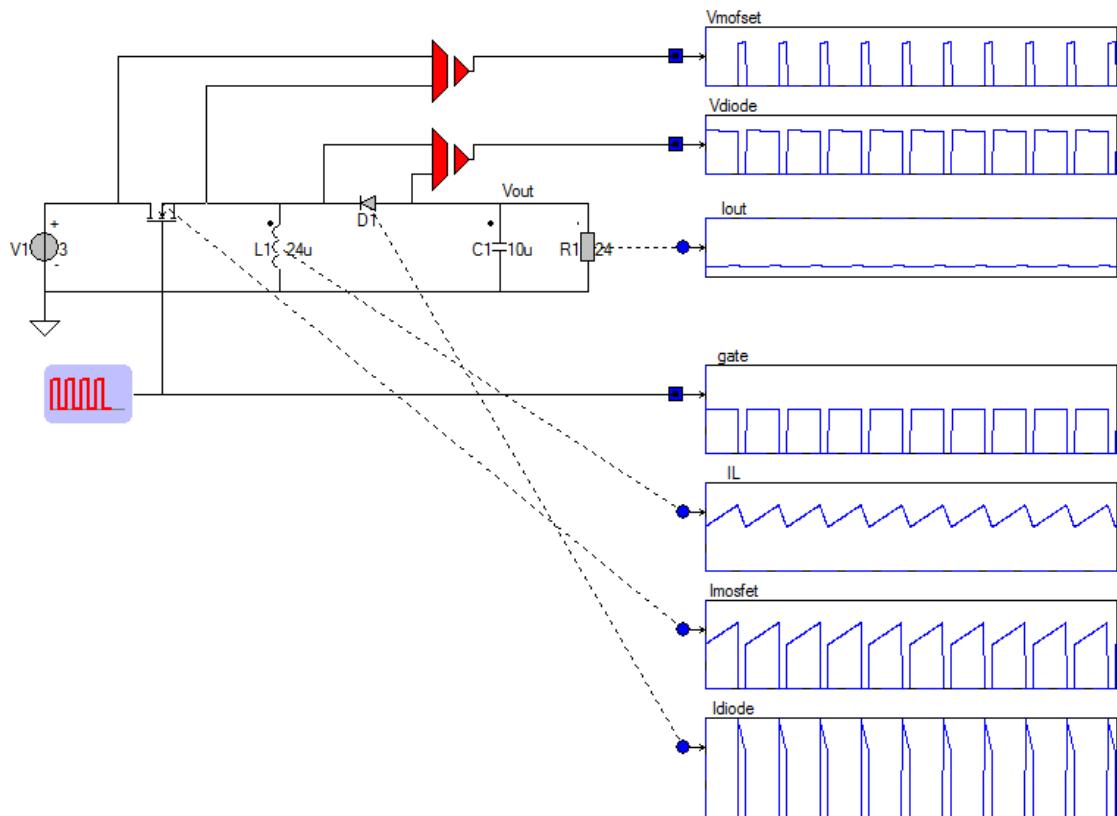 Vmofset
Vdiode
Vout
Iout
+
V1 3
-
L1 24u
D1
C1 10u
R1 24
gate
IL
Imosfet
Idiode